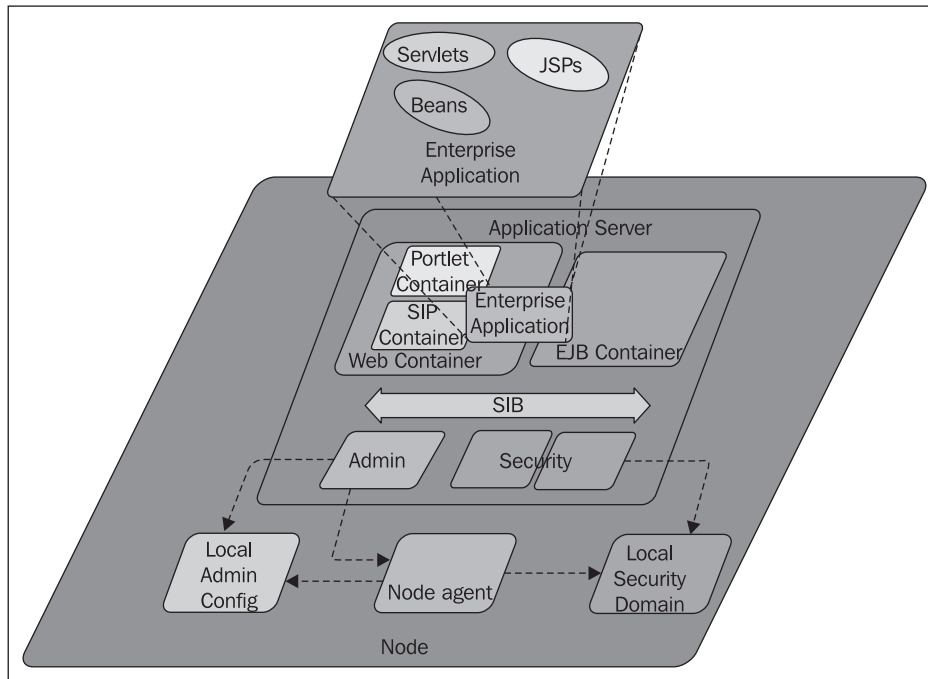 Servlets
JSPs
Beans
Enterprise
Application
Application Server
Portlet
Container
Enterprise
Application
SIP
Container
Web Container
EJB Container
SIB
Admin
Security
Local
Admin
Config
Node agent
Local
Security
Domain
Node